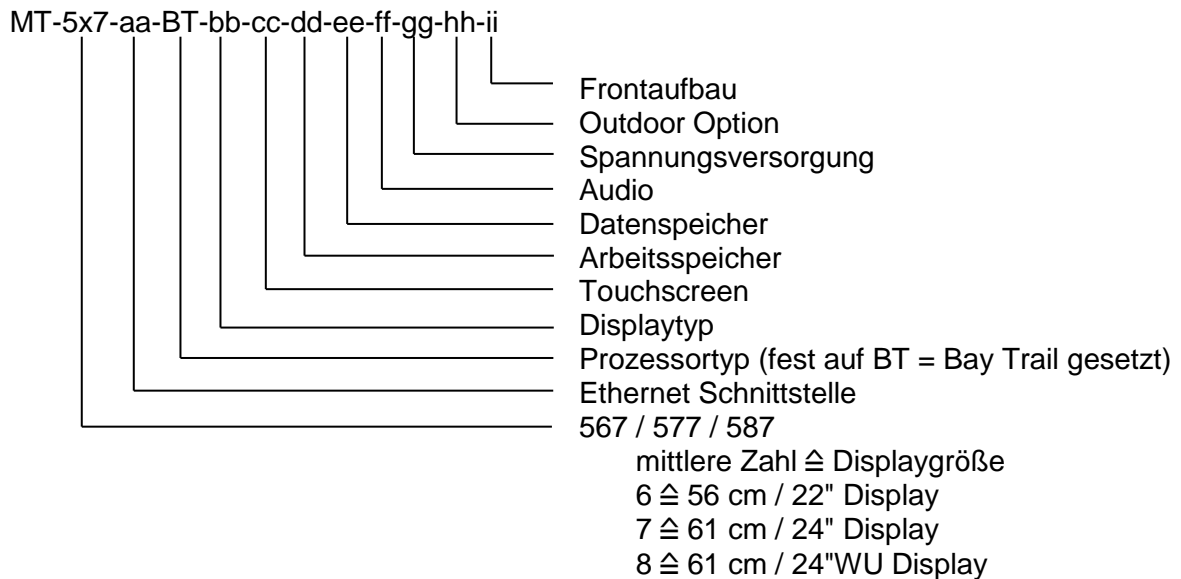 MT-5x7-aa-BT-bb-cc-dd-ee-ff-gg-hh-ii
Frontaufbau
Outdoor Option
Spannungsversorgung
Audio
Datenspeicher
Arbeitsspeicher
Touchscreen
Displaytyp
Prozessortyp (fest auf BT = Bay Trail gesetzt)
Ethernet Schnittstelle
567 / 577 / 587
mittlere Zahl ≙ Displaygröße
6 ≙ 56 cm / 22" Display
7 ≙ 61 cm / 24" Display
8 ≙ 61 cm / 24"WU Display